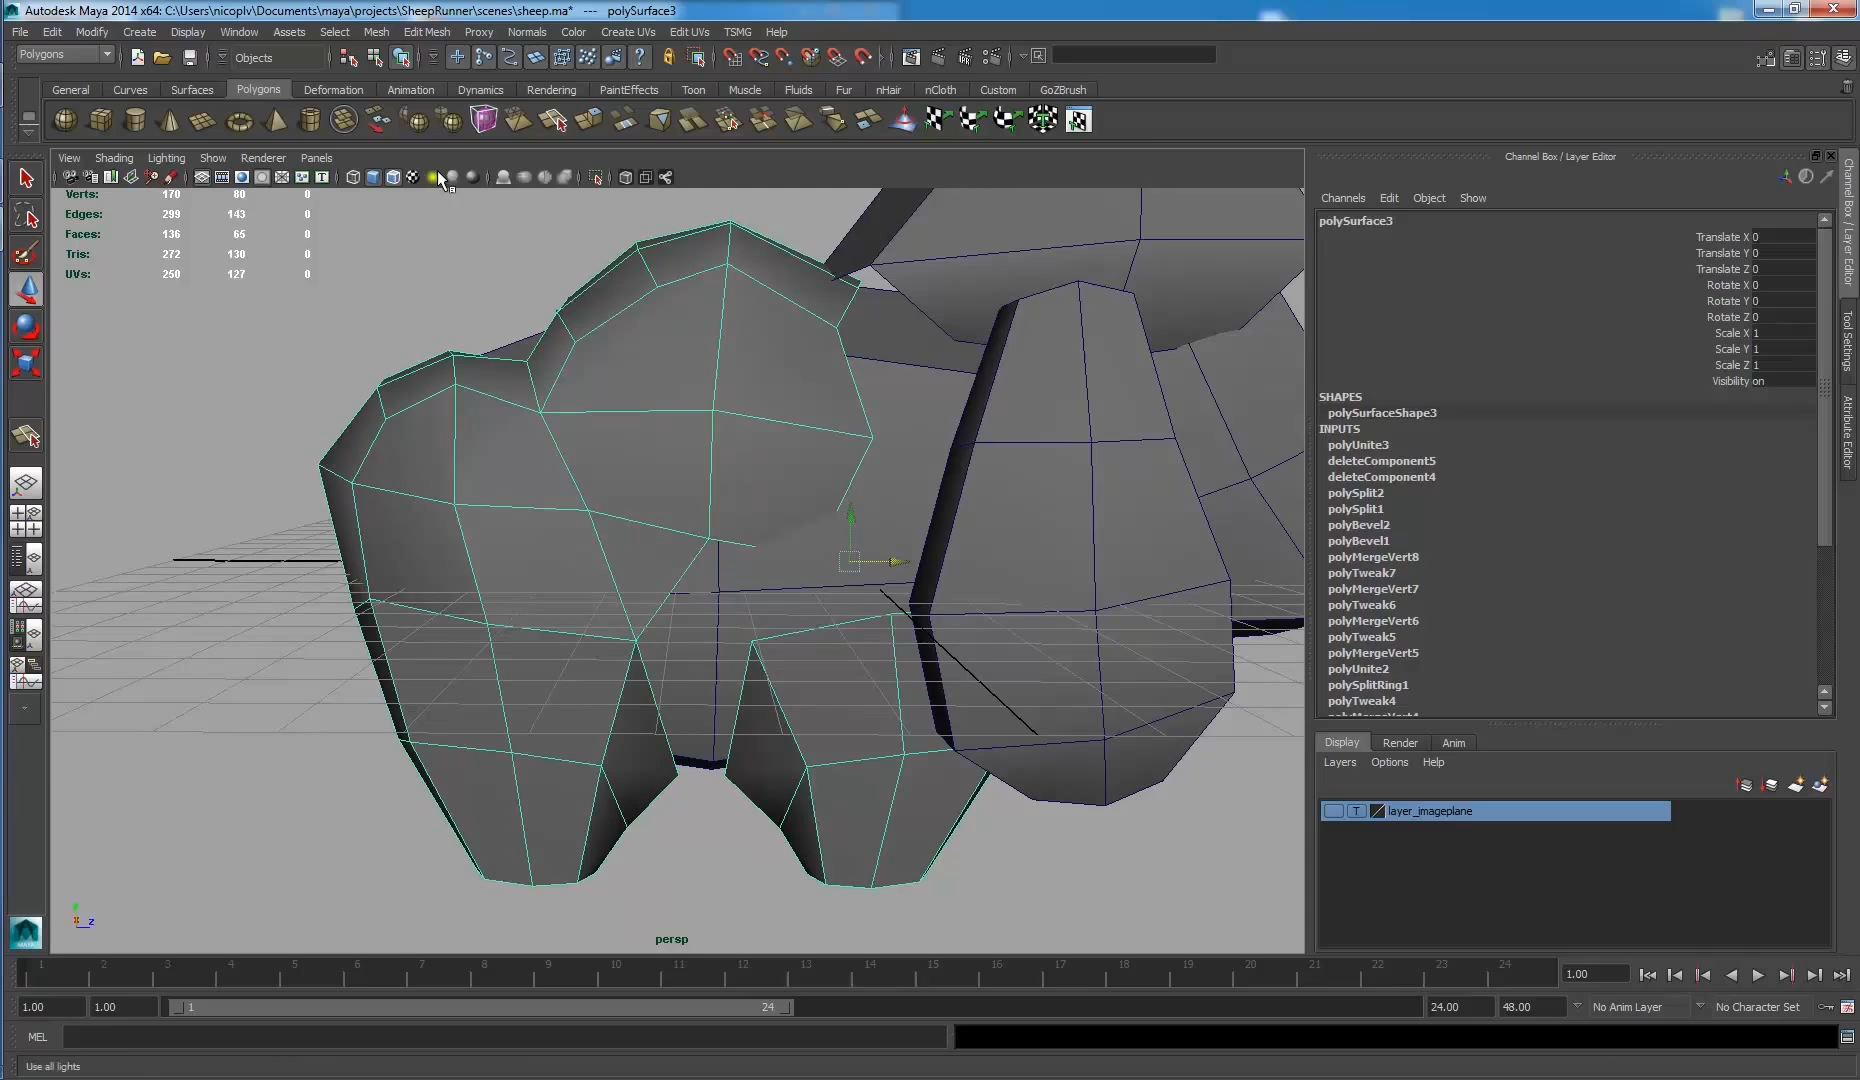 Autodesk Maya 2014 x64: C:\Users\nicoplv\Documents\maya\projects\SheepRunner\scenes\sheep.ma* --- polySurface3
File Edit Modify Create Display Window Assets Select Mesh Edit Mesh Proxy Normals Color Create UVs Edit UVs TSMG Help
Polygons Objects
General Curves Surfaces Polygons Deformation Animation Dynamics Rendering PaintEffects Toon Muscle Fluids Fur nHair nCloth Custom GoZBrush
View Shading Lighting Show Renderer Panels
Verts: 170 80 0
Edges: 299 143 0
Faces: 136 65 0
Tris: 272 130 0
UVs: 250 127 0
z
persp
Channel Box / Layer Editor
Channels Edit Object Show
polySurface3
Translate X 0
Translate Y 0
Translate Z 0
Rotate X 0
Rotate Y 0
Rotate Z 0
Scale X 1
Scale Y 1
Scale Z 1
Visibility on
SHAPES
polySurfaceShape3
INPUTS
polyUnite3
deleteComponent5
deleteComponent4
polySplit2
polySplit1
polyBevel2
polyBevel1
polyMergeVert8
polyTweak7
polyMergeVert7
polyTweak6
polyMergeVert6
polyTweak5
polyMergeVert5
polyUnite2
polySplitRing1
polyTweak4
polyMergeVert4
Channel Box / Layer Editor
Tool Settings
Attribute Editor
Display Render Anim
Layers Options Help
T layer_imageplane
1 2 3 4 5 6 7 8 9 10 11 12 13 14 15 16 17 18 19 20 21 22 23 24 1.00
1.00 1.00 1 24 24.00 48.00 No Anim Layer No Character Set
MEL
Use all lights